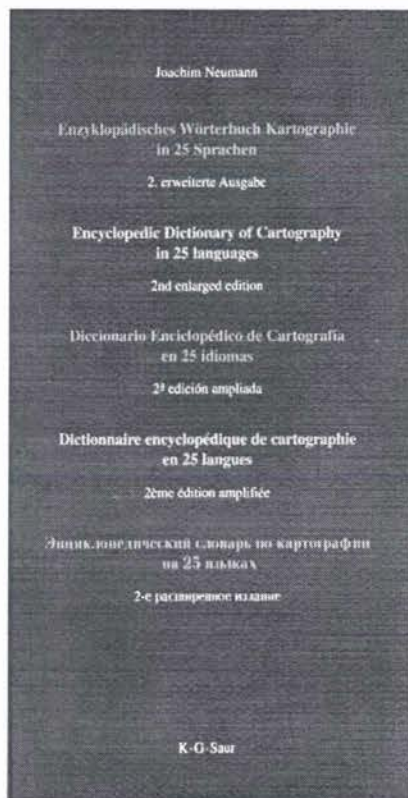 Joachim Neumann
Enzyklopädisches Wörterbuch Kartographie
in 25 Sprachen
2. erweiterte Ausgabe
Encyclopedic Dictionary of Cartography
in 25 languages
2nd enlarged edition
Diccionario Enciclopédico de Cartografía
en 25 idiomas
2ª edición ampliada
Dictionnaire encyclopédique de cartographie
en 25 langues
2ème édition amplifiée
Энциклопедический словарь по картографии
на 25 языках
2-е расширенное издание
K·G·Saur